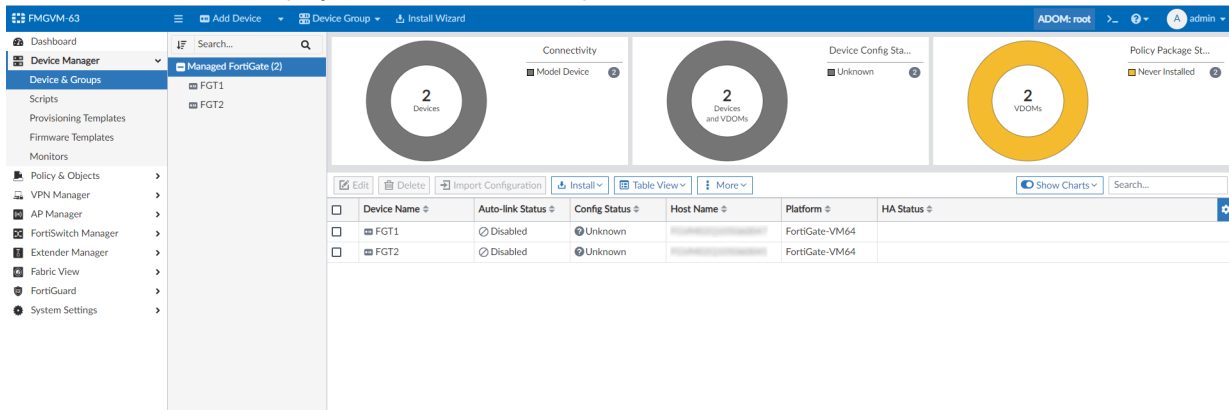 FMGVM-63
Add Device
Device Group
Install Wizard
ADOM: root
A admin
Dashboard
Device Manager
Device & Groups
Scripts
Provisioning Templates
Firmware Templates
Monitors
Policy & Objects
VPN Manager
AP Manager
FortiSwitch Manager
Extender Manager
Fabric View
FortiGuard
System Settings
Search...
Managed FortiGate (2)
FGT1
FGT2
Connectivity
Model Device 2
2
Devices
Device Config Sta...
Unknown 2
2
Devices
and VDOMs
Policy Package St...
Never Installed 2
2
VDOMs
Edit Delete Import Configuration Install Table View More Show Charts Search...
Device Name Auto-link Status Config Status Host Name Platform HA Status
FGT1 Disabled Unknown FortiGate-VM64
FGT2 Disabled Unknown FortiGate-VM64